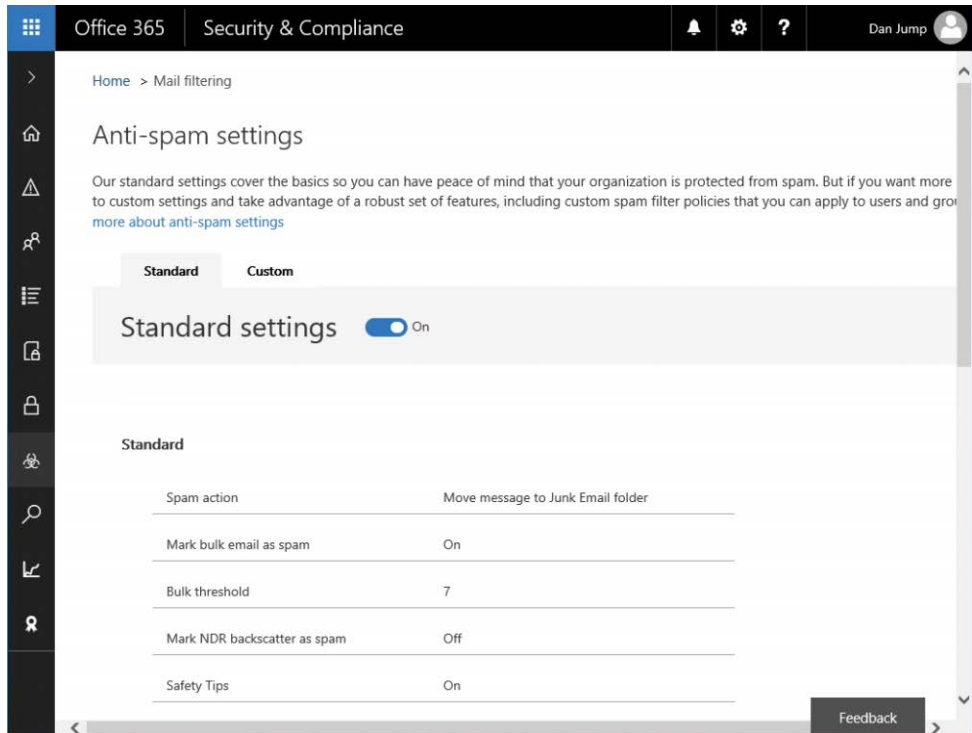 Office 365
Security & Compliance
?
Dan Jump
Home > Mail filtering
Anti-spam settings
Our standard settings cover the basics so you can have peace of mind that your organization is protected from spam. But if you want more
to custom settings and take advantage of a robust set of features, including custom spam filter policies that you can apply to users and
more about anti-spam settings
Standard
Custom
Standard settings
On
Standard
Spam action Move message to Junk Email folder
Mark bulk email as spam On
Bulk threshold 7
Mark NDR backscatter as spam Off
Safety Tips On
Feedback